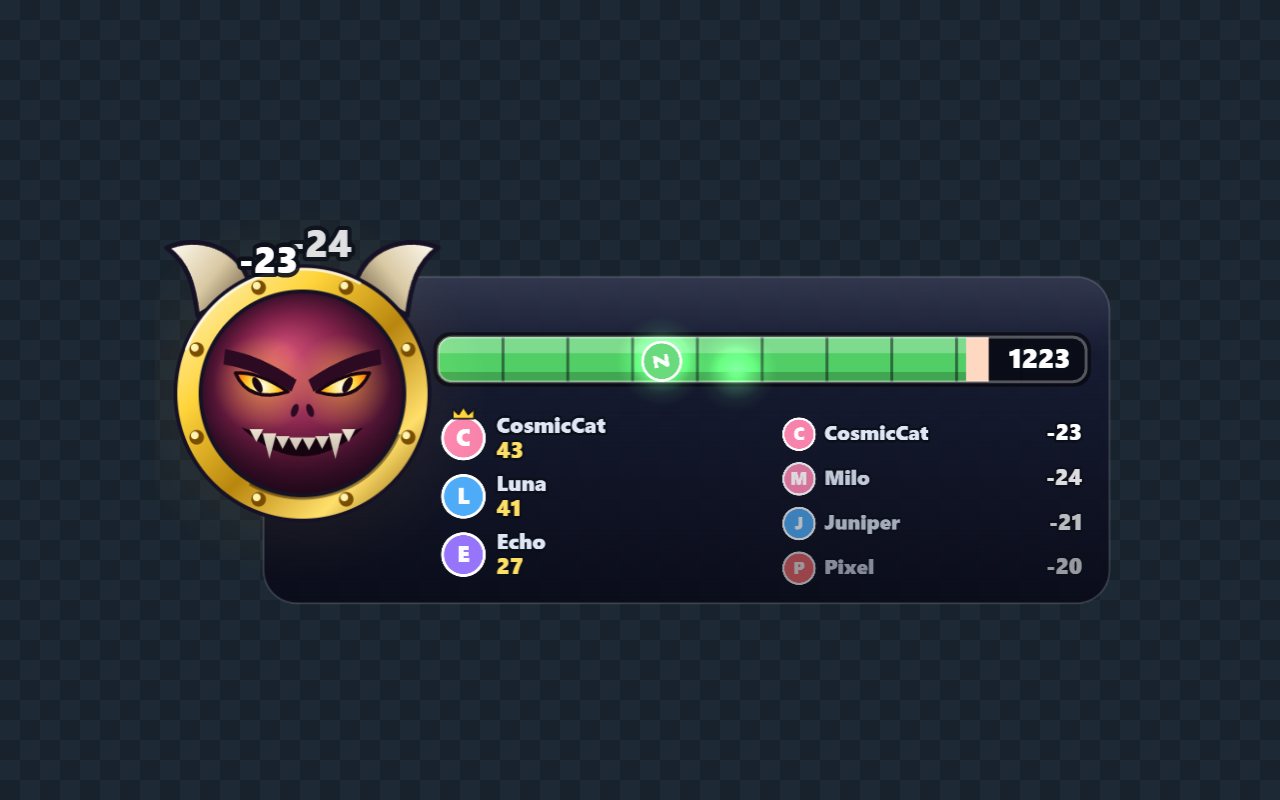 -24
-23
1223
Z
C CosmicCat
43
L Luna
41
E Echo
27
C CosmicCat -23
M Milo -24
J Juniper -21
P Pixel -20